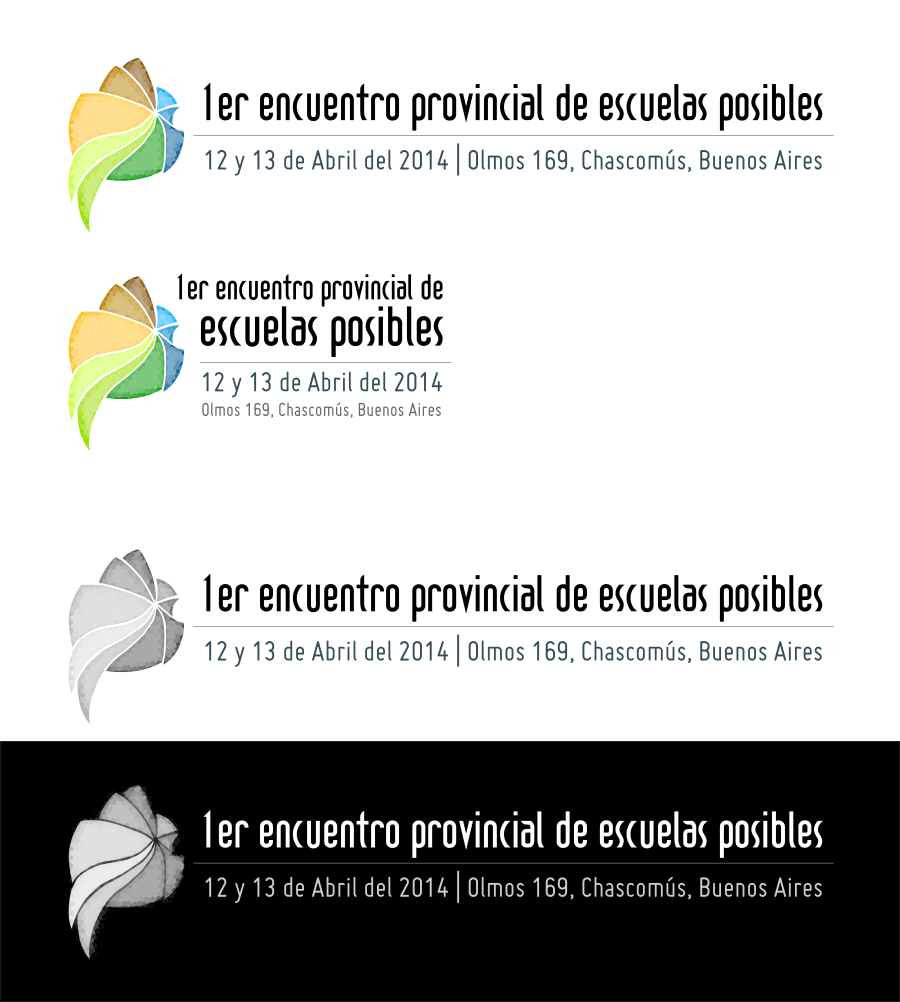 1er encuentro provincial de escuelas posibles
12 y 13 de Abril del 2014 | Olmos 169, Chascomús, Buenos Aires
1er encuentro provincial de
escuelas posibles
12 y 13 de Abril del 2014
Olmos 169, Chascomús, Buenos Aires
1er encuentro provincial de escuelas posibles
12 y 13 de Abril del 2014 | Olmos 169, Chascomús, Buenos Aires
1er encuentro provincial de escuelas posibles
12 y 13 de Abril del 2014 | Olmos 169, Chascomús, Buenos Aires